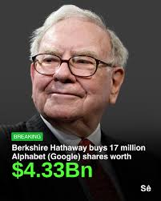 BREAKING
Berkshire Hathaway buys 17 million
Alphabet (Google) shares worth
$4.33Bn
Sē